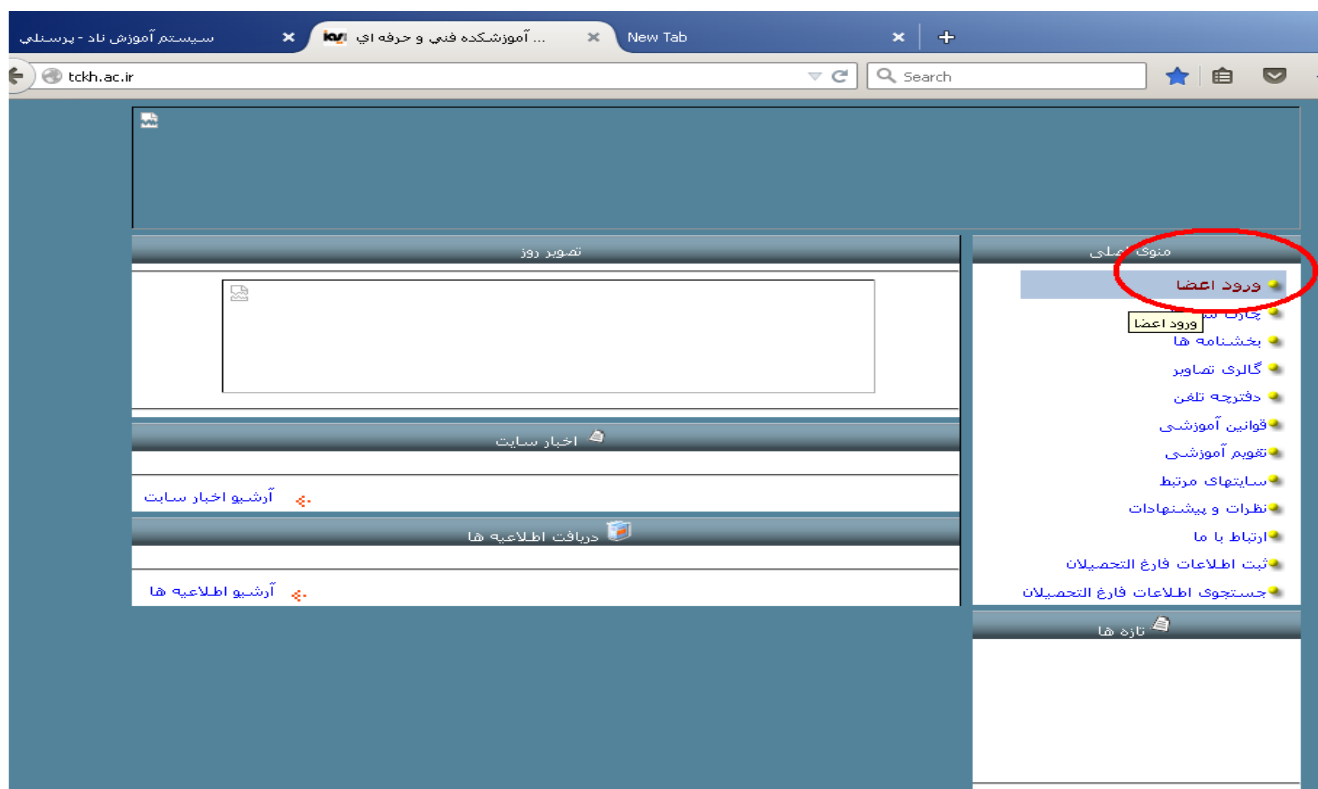 سيستم آموزش ناد - پرسنلي
آموزشكده فني و حرفه اي ...
New Tab
tckh.ac.ir
Search
منوی اصلی
ورود اعضا
چارت
ورود اعضا
بخشنامه ها
گالری تصاویر
دفترچه تلفن
قوانین آموزشی
تقویم آموزشی
سایتهای مرتبط
نظرات و پیشنهادات
ارتباط با ما
ثبت اطلاعات فارغ التحصیلان
جستجوی اطلاعات فارغ التحصیلان
تازه ها
تصویر روز
اخبار سایت
آرشیو اخبار سایت
دریافت اطلاعیه ها
آرشیو اطلاعیه ها